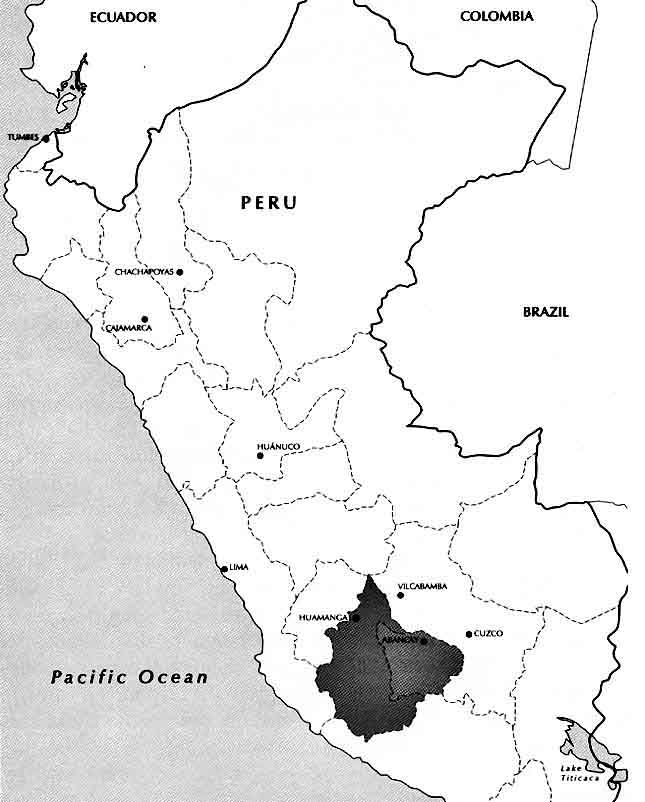 ECUADOR
COLOMBIA
TUMBES
PERU
CHACHAPOYAS
BRAZIL
CAJAMARCA
HUÁNUCO
LIMA
VILCABAMBA
HUAMANGA
CUZCO
ABANCAY
Pacific Ocean
Lake
Titicaca